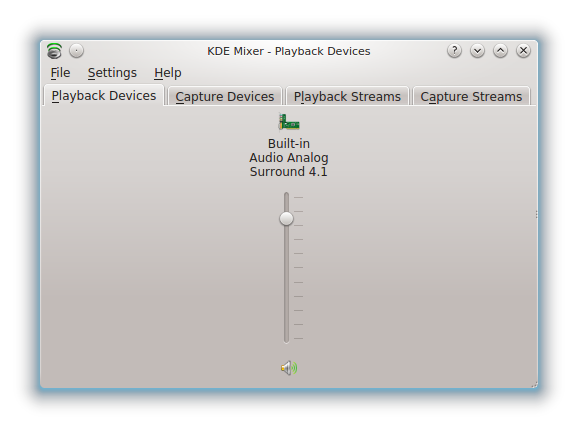 KDE Mixer - Playback Devices
?
File Settings Help
Playback Devices Capture Devices Playback Streams Capture Streams
Built-in
Audio Analog
Surround 4.1